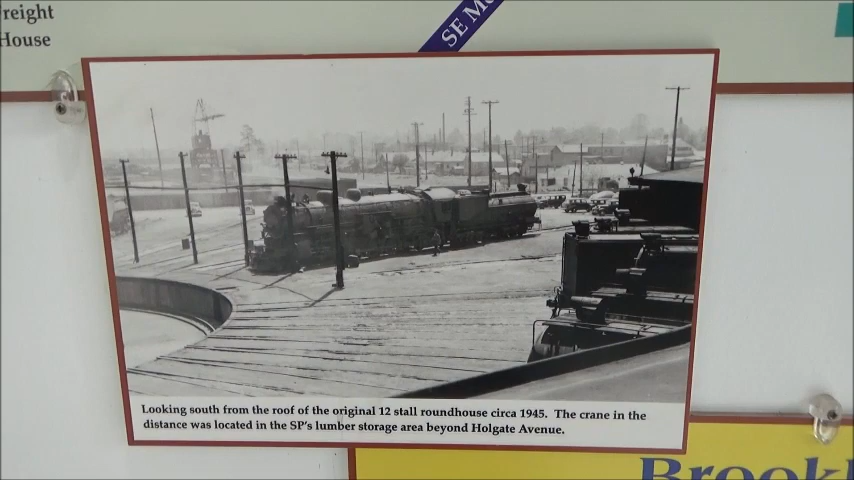 Freight
House
SE M
Looking south from the roof of the original 12 stall roundhouse circa 1945. The crane in the
distance was located in the SP's lumber storage area beyond Holgate Avenue.
Brookl